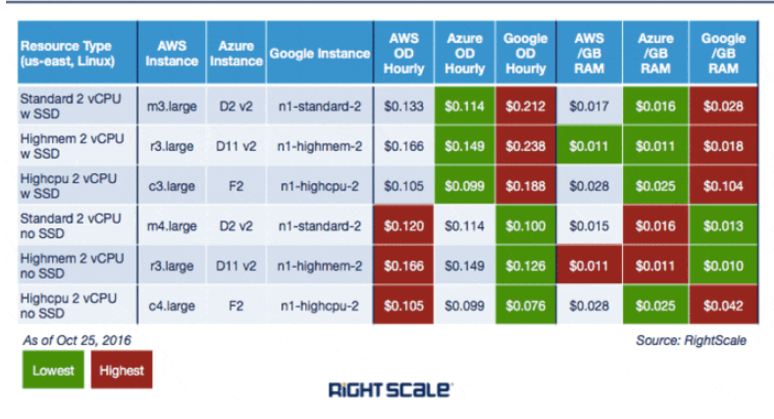 Resource Type (us-east, Linux) AWS Instance Azure Instance Google Instance AWS OD Hourly Azure OD Hourly Google OD Hourly AWS /GB RAM Azure /GB RAM Google /GB RAM
Standard 2 vCPU w SSD m3.large D2 v2 n1-standard-2 $0.133 $0.114 $0.212 $0.017 $0.016 $0.028
Highmem 2 vCPU w SSD r3.large D11 v2 n1-highmem-2 $0.166 $0.149 $0.238 $0.011 $0.011 $0.018
Highcpu 2 vCPU w SSD c3.large F2 n1-highcpu-2 $0.105 $0.099 $0.188 $0.028 $0.025 $0.104
Standard 2 vCPU no SSD m4.large D2 v2 n1-standard-2 $0.120 $0.114 $0.100 $0.015 $0.016 $0.013
Highmem 2 vCPU no SSD r3.large D11 v2 n1-highmem-2 $0.166 $0.149 $0.126 $0.011 $0.011 $0.010
Highcpu 2 vCPU no SSD c4.large F2 n1-highcpu-2 $0.105 $0.099 $0.076 $0.028 $0.025 $0.042
As of Oct 25, 2016 Source: RightScale
Lowest Highest
RIGHT SCALE